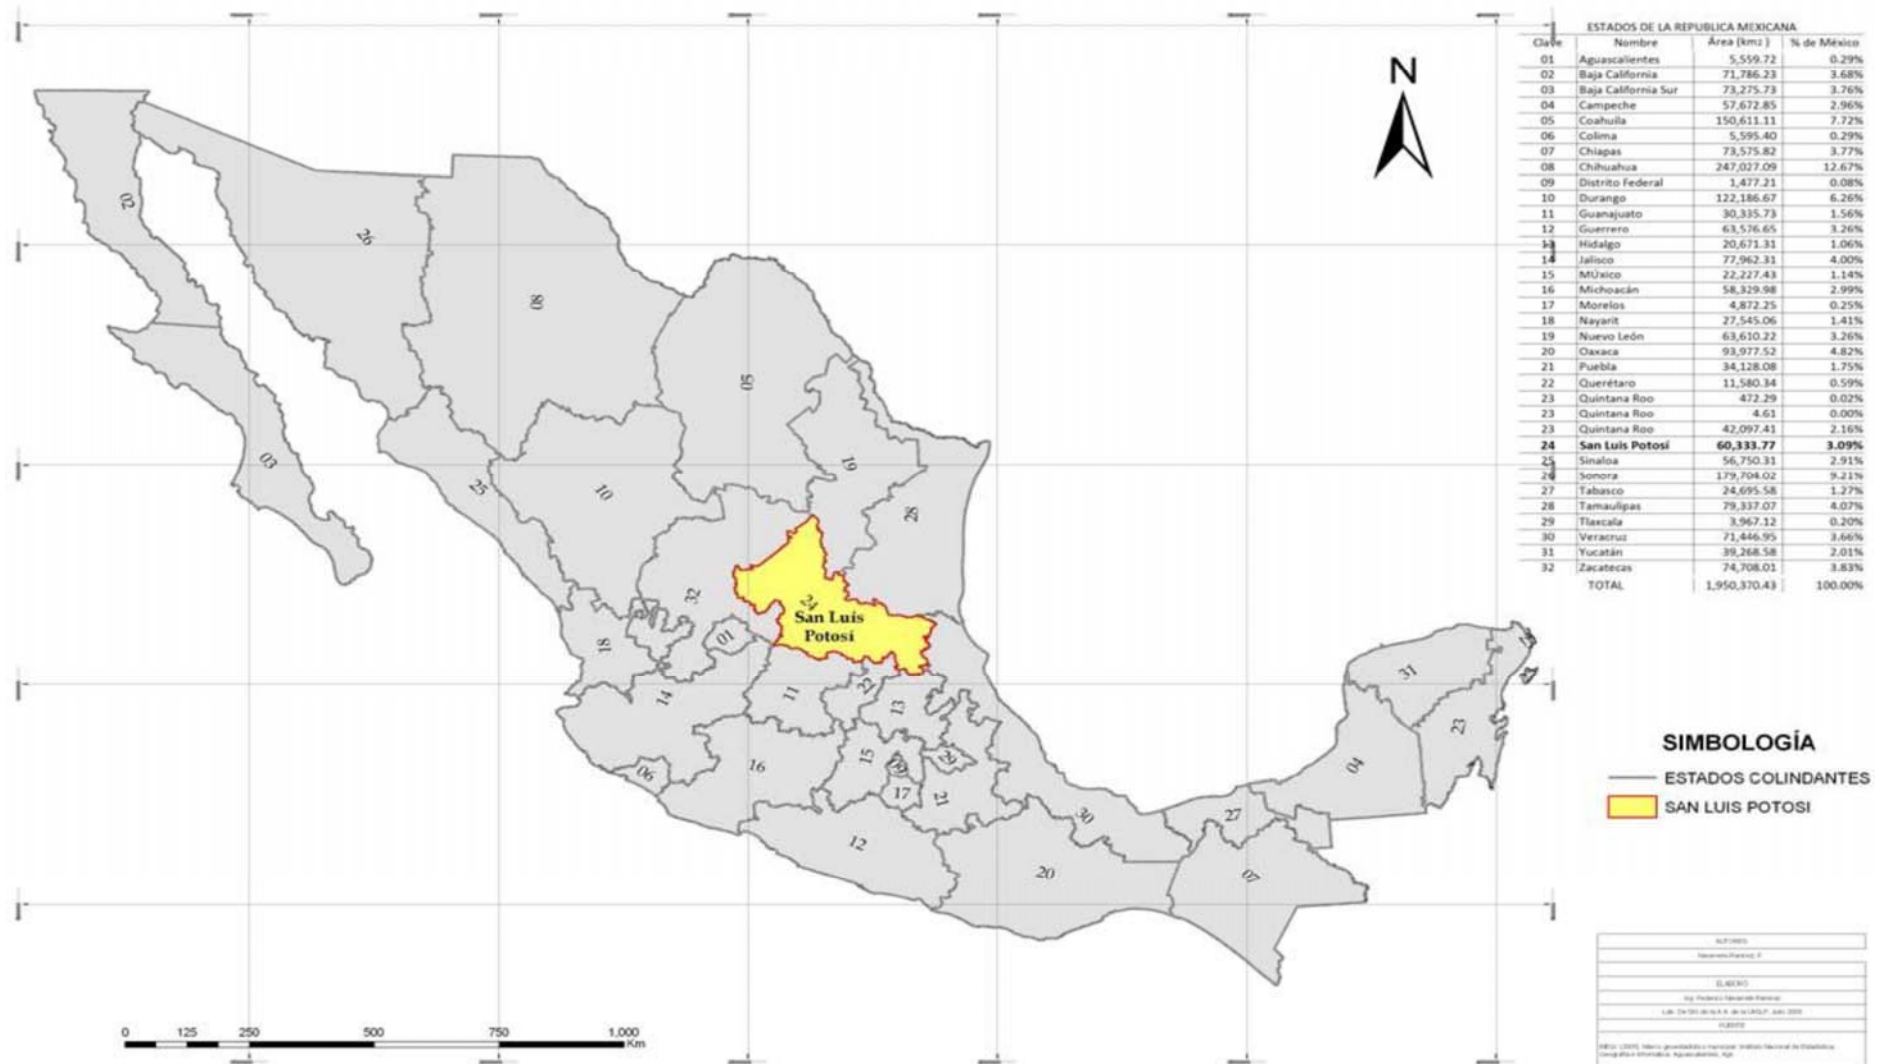 ESTADOS DE LA REPUBLICA MEXICANA
Clave Nombre Área (km2) % de México
01 Aguascalientes 5,559.72 0.29%
02 Baja California 71,786.23 3.68%
03 Baja California Sur 73,275.73 3.76%
04 Campeche 57,672.85 2.96%
05 Coahuila 150,611.11 7.72%
06 Colima 5,595.40 0.29%
07 Chiapas 73,575.82 3.77%
08 Chihuahua 247,027.09 12.67%
09 Distrito Federal 1,477.21 0.08%
10 Durango 122,186.67 6.26%
11 Guanajuato 30,335.73 1.56%
12 Guerrero 63,576.65 3.26%
13 Hidalgo 20,671.31 1.06%
14 Jalisco 77,962.31 4.00%
15 MÚxico 22,227.43 1.14%
16 Michoacán 58,329.98 2.99%
17 Morelos 4,872.25 0.25%
18 Nayarit 27,545.06 1.41%
19 Nuevo León 63,610.22 3.26%
20 Oaxaca 93,977.52 4.82%
21 Puebla 34,128.08 1.75%
22 Querétaro 11,580.34 0.59%
23 Quintana Roo 472.29 0.02%
23 Quintana Roo 4.61 0.00%
23 Quintana Roo 42,097.41 2.16%
24 San Luis Potosí 60,333.77 3.09%
25 Sinaloa 56,750.31 2.91%
26 Sonora 179,704.02 9.21%
27 Tabasco 24,695.58 1.27%
28 Tamaulipas 79,337.07 4.07%
29 Tlaxcala 3,967.12 0.20%
30 Veracruz 71,446.95 3.66%
31 Yucatán 39,268.58 2.01%
32 Zacatecas 74,708.01 3.83%
TOTAL 1,950,370.43 100.00%
N
02
26
08
05
03
25
10
19
28
32
24
San Luis
Potosí
18
01
14
11
22
13
06
16
15
09
29
17
21
12
20
30
27
07
04
31
23
23
23
SIMBOLOGÍA
ESTADOS COLINDANTES
SAN LUIS POTOSI
0 125 250 500 750 1,000
Km
AUTORES
ELABORO
FUENTE